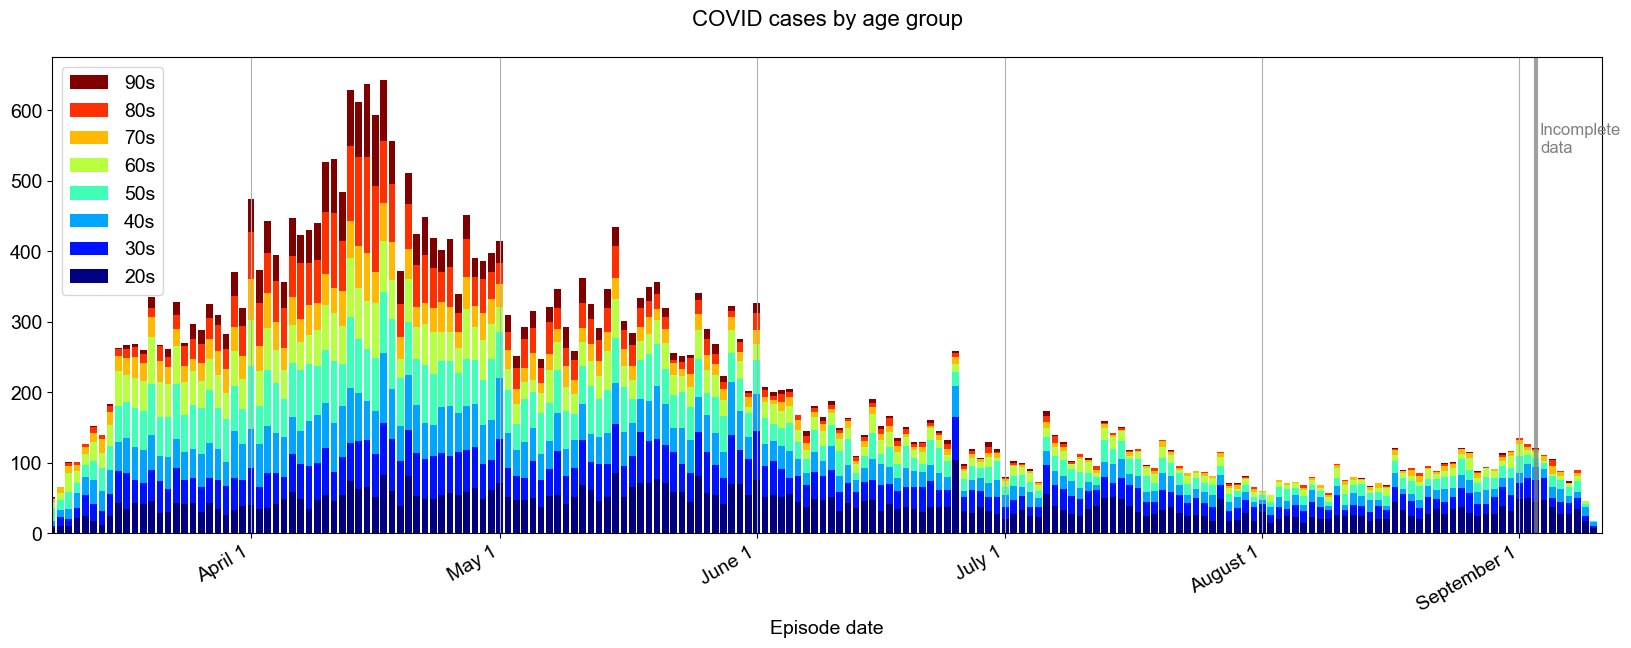 COVID cases by age group
90s
80s
70s
60s
50s
40s
30s
20s
Incomplete
data
600
500
400
300
200
100
0
April 1
May 1
June 1
July 1
August 1
September 1
Episode date